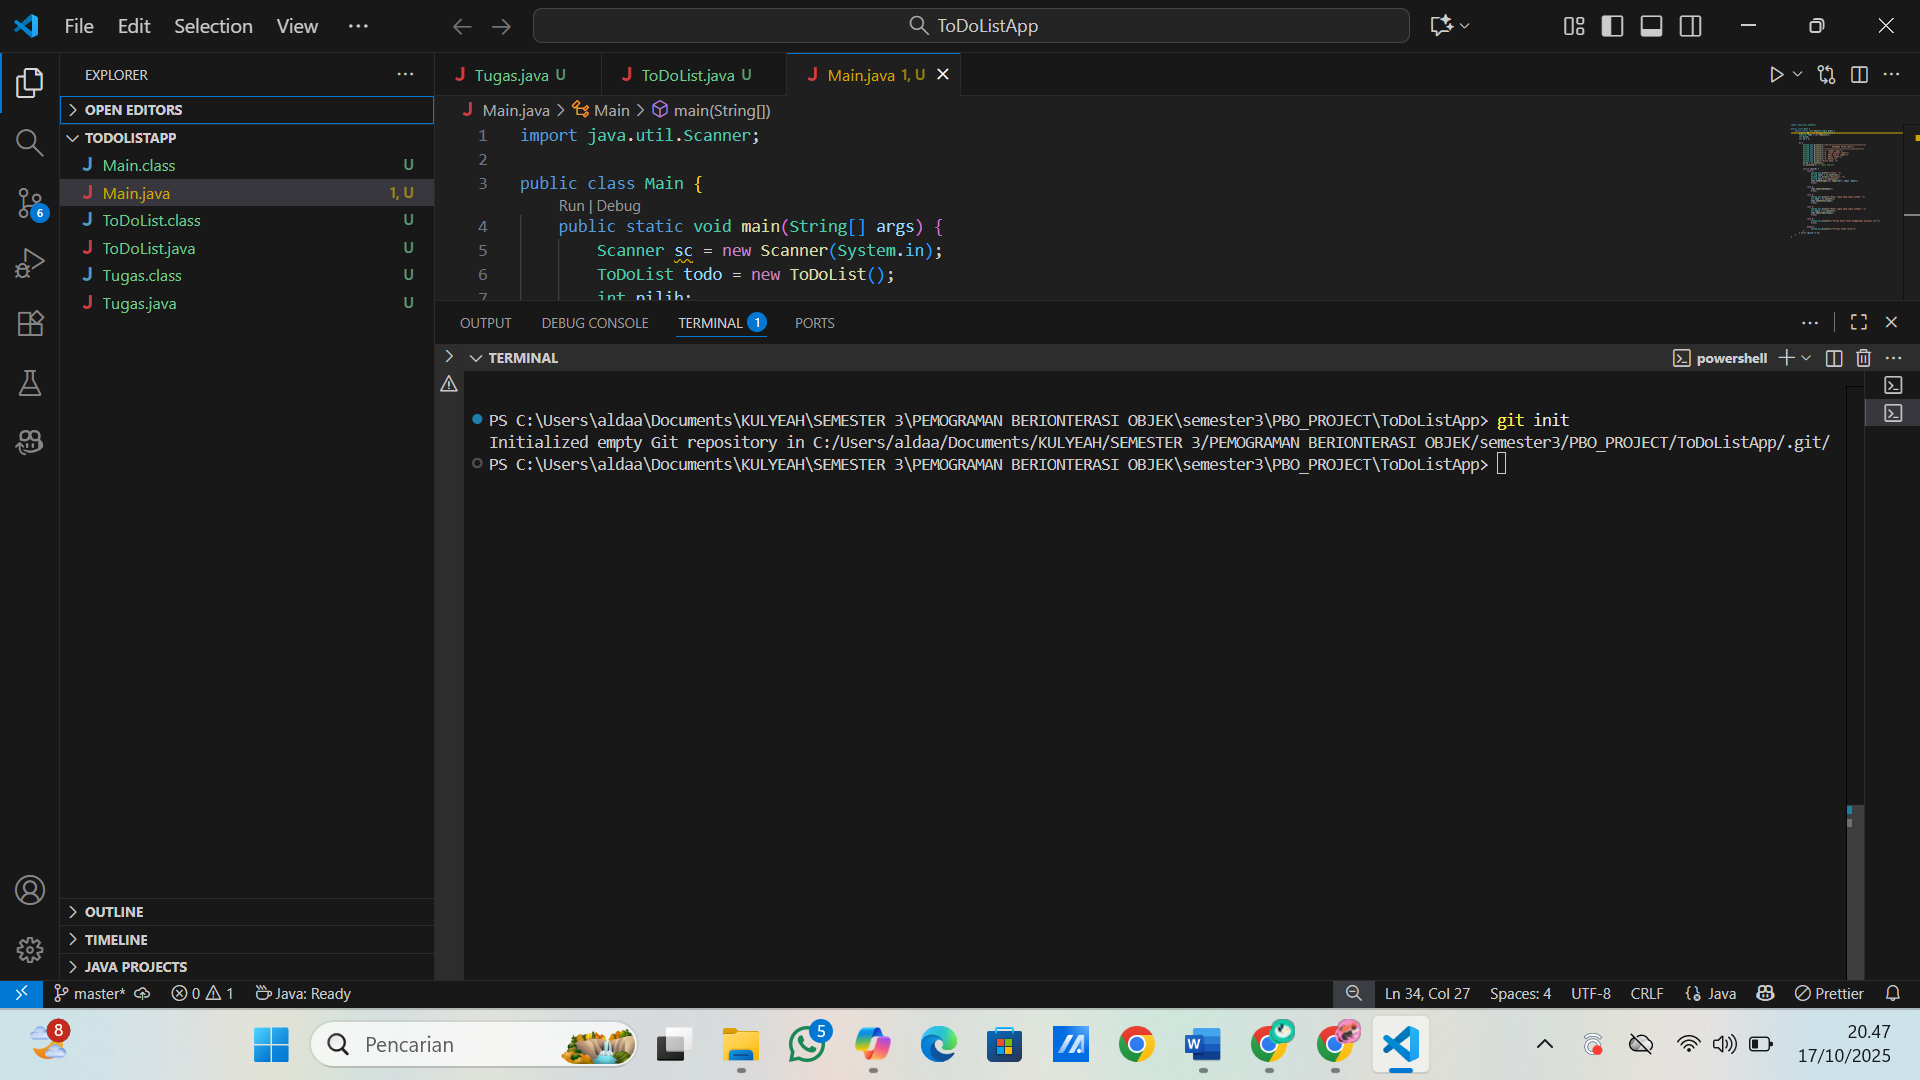 File Edit Selection View ···
ToDoListApp
EXPLORER
OPEN EDITORS
TODOLISTAPP
Main.class U
Main.java 1, U
ToDoList.class U
ToDoList.java U
Tugas.class U
Tugas.java U
6
OUTLINE
TIMELINE
JAVA PROJECTS
Tugas.java U ToDoList.java U Main.java 1, U
Main.java > Main > main(String[])
1 import java.util.Scanner;
2
3 public class Main {
Run | Debug
4 public static void main(String[] args) {
5 Scanner sc = new Scanner(System.in);
6 ToDoList todo = new ToDoList();
7 int pilih;
OUTPUT DEBUG CONSOLE TERMINAL 1 PORTS
TERMINAL powershell
PS C:\Users\aldaa\Documents\KULYEAH\SEMESTER 3\PEMOGRAMAN BERIONTERASI OBJEK\semester3\PBO_PROJECT\ToDoListApp> git init
Initialized empty Git repository in C:/Users/aldaa/Documents/KULYEAH/SEMESTER 3/PEMOGRAMAN BERIONTERASI OBJEK/semester3/PBO_PROJECT/ToDoListApp/.git/
PS C:\Users\aldaa\Documents\KULYEAH\SEMESTER 3\PEMOGRAMAN BERIONTERASI OBJEK\semester3\PBO_PROJECT\ToDoListApp>
master* 0 1 Java: Ready Ln 34, Col 27 Spaces: 4 UTF-8 CRLF Java Prettier
8 Pencarian 5 20.47
17/10/2025